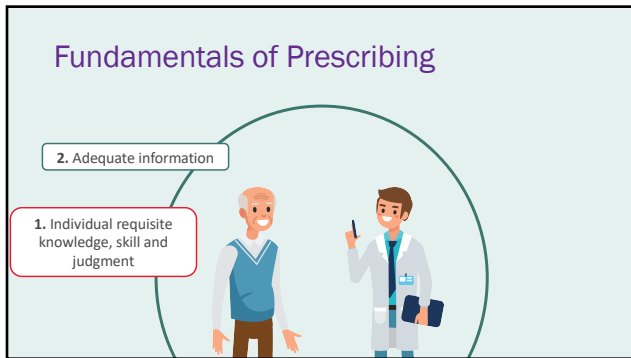 Fundamentals of Prescribing
2. Adequate information
1. Individual requisite
knowledge, skill and
judgment